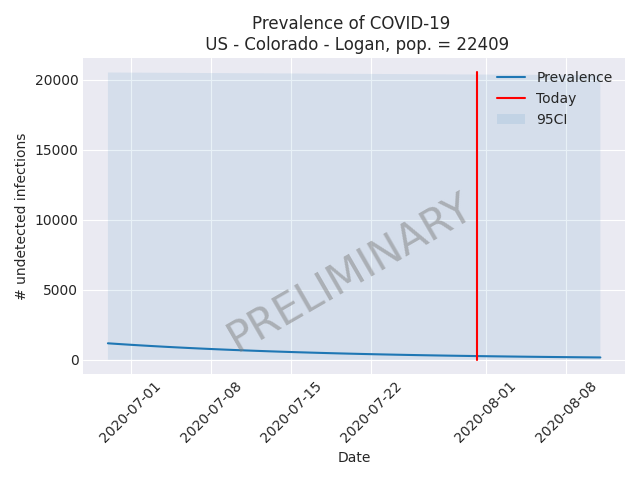 Prevalence of COVID-19
US - Colorado - Logan, pop. = 22409
# undetected infections
20000
15000
10000
5000
0
Prevalence
Today
95CI
PRELIMINARY
2020-07-01
2020-07-08
2020-07-15
2020-07-22
2020-08-01
2020-08-08
Date